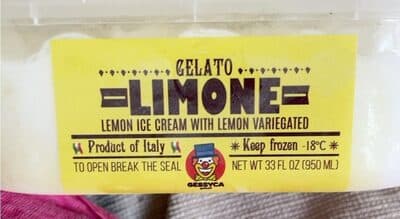 GELATO
LIMONE
LEMON ICE CREAM WITH LEMON VARIEGATED
Product of Italy * Keep frozen -18°C *
TO OPEN BREAK THE SEAL NET WT 33 FL OZ (950 ML)
GESSYCA